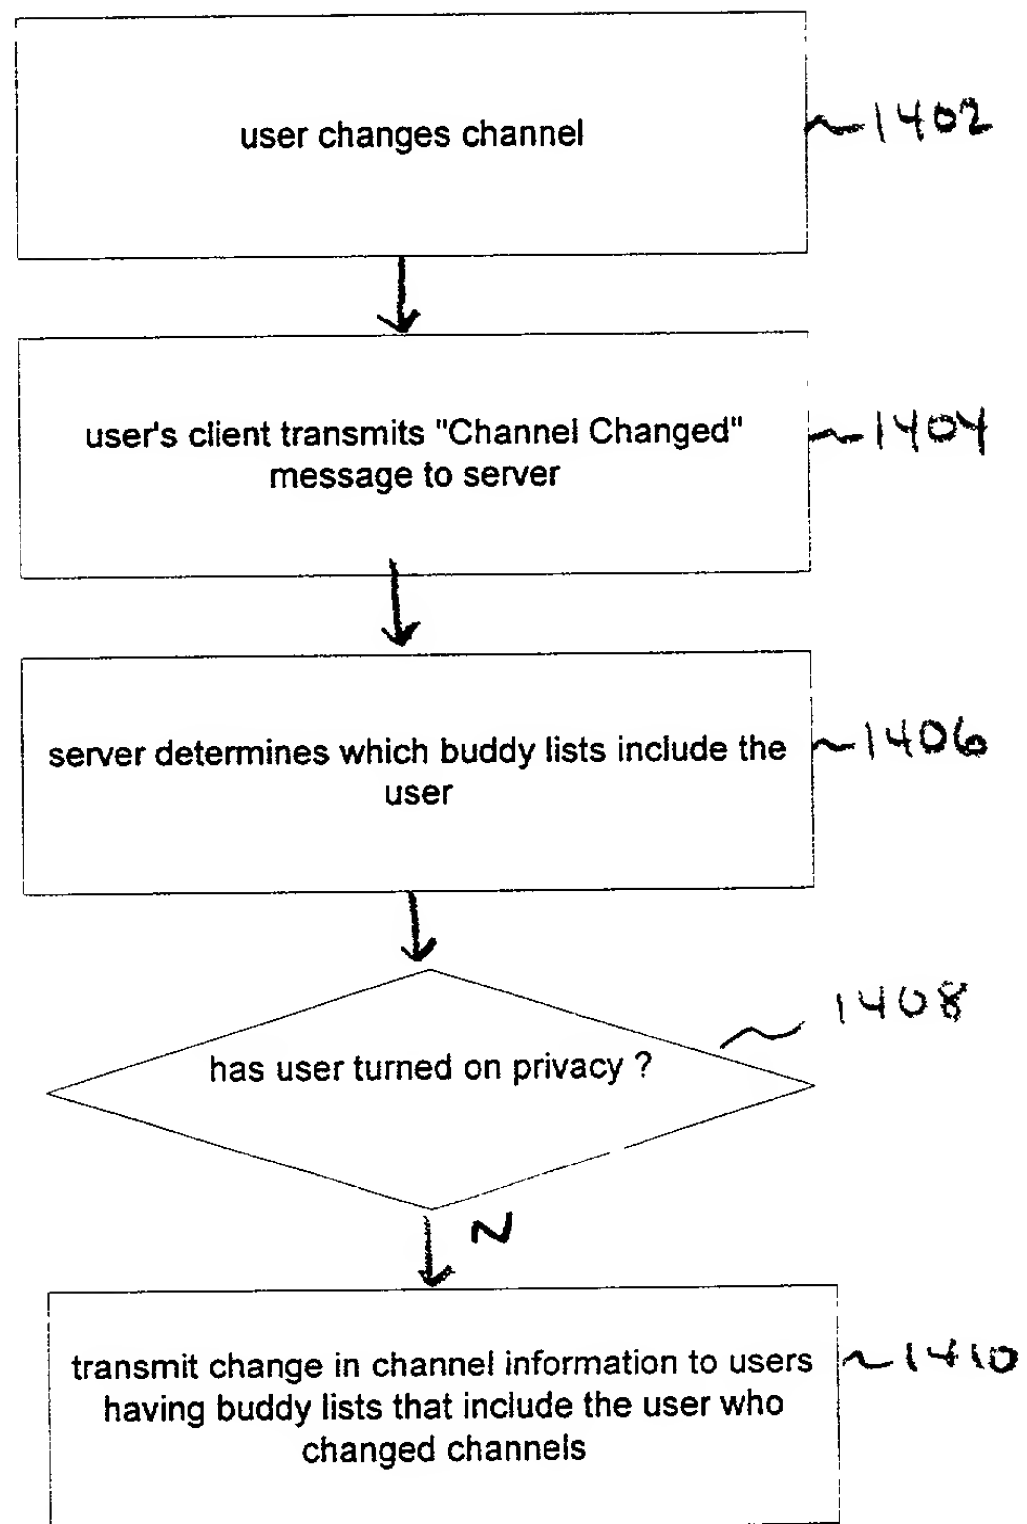 user changes channel
1402
user's client transmits "Channel Changed"
message to server
1404
server determines which buddy lists include the
user
1406
has user turned on privacy ?
1408
N
transmit change in channel information to users
having buddy lists that include the user who
changed channels
1410